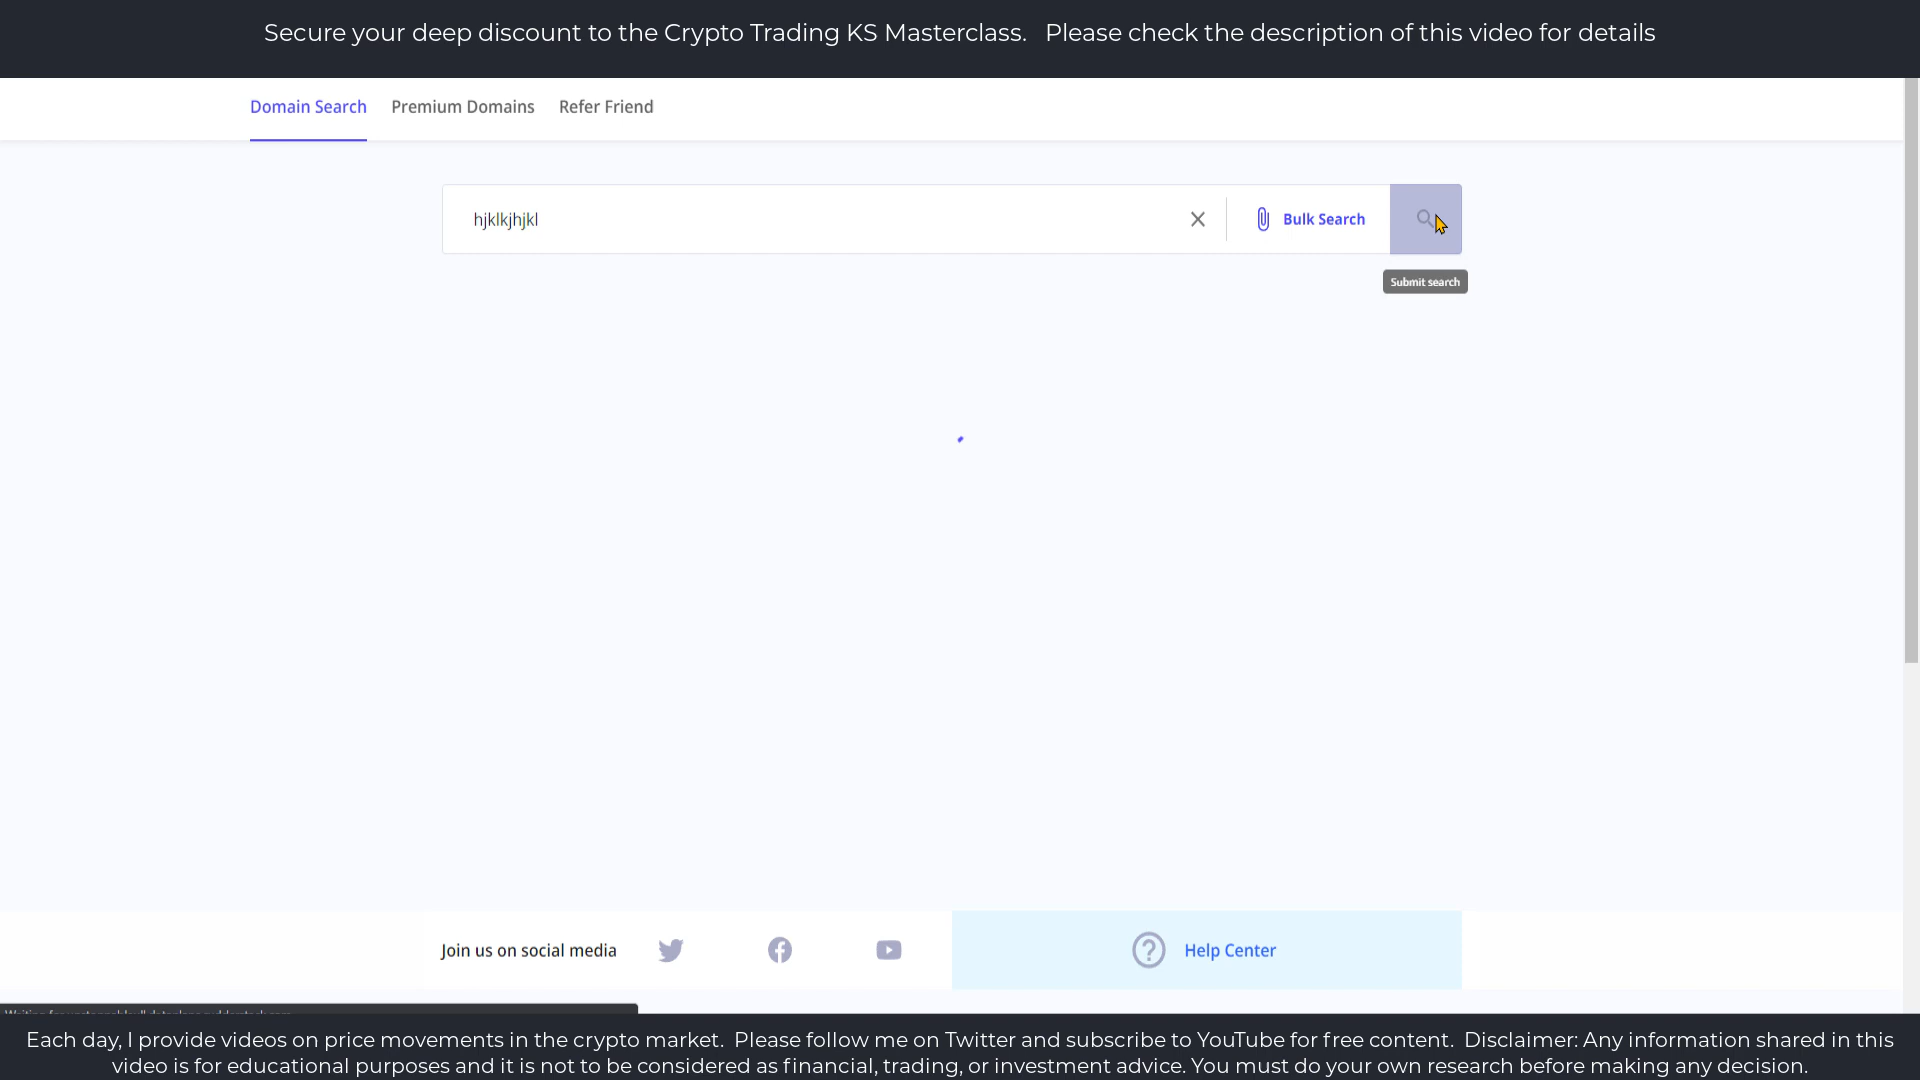 Secure your deep discount to the Crypto Trading KS Masterclass. Please check the description of this video for details
Domain Search Premium Domains Refer Friend
hjklkjhjkl
Bulk Search
Submit search
Join us on social media
Help Center
Each day, I provide videos on price movements in the crypto market. Please follow me on Twitter and subscribe to YouTube for free content. Disclaimer: Any information shared in this
video is for educational purposes and it is not to be considered as financial, trading, or investment advice. You must do your own research before making any decision.